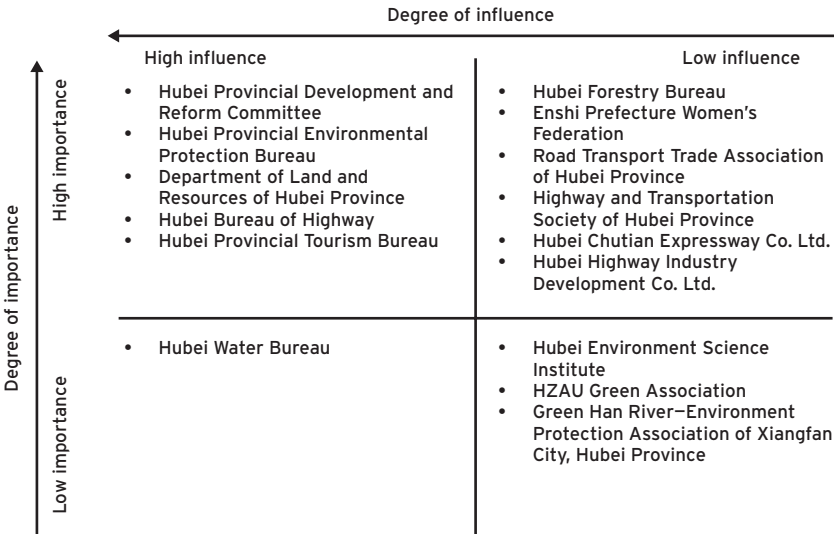 Degree of influence
High influence
Low influence
Degree of importance
High importance
• Hubei Provincial Development and
Reform Committee
• Hubei Provincial Environmental
Protection Bureau
• Department of Land and
Resources of Hubei Province
• Hubei Bureau of Highway
• Hubei Provincial Tourism Bureau
• Hubei Forestry Bureau
• Enshi Prefecture Women’s
Federation
• Road Transport Trade Association
of Hubei Province
• Highway and Transportation
Society of Hubei Province
• Hubei Chutian Expressway Co. Ltd.
• Hubei Highway Industry
Development Co. Ltd.
Low importance
• Hubei Water Bureau
• Hubei Environment Science
Institute
• HZAU Green Association
• Green Han River—Environment
Protection Association of Xiangfan
City, Hubei Province